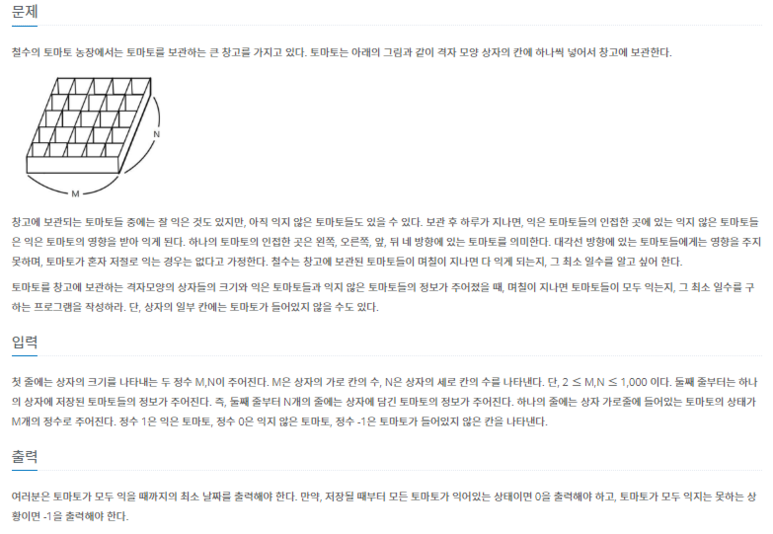 문제
철수의 토마토 농장에서는 토마토를 보관하는 큰 창고를 가지고 있다. 토마토는 아래의 그림과 같이 격자 모양 상자의 칸에 하나씩 넣어서 창고에 보관한다.
N
M
창고에 보관되는 토마토들 중에는 잘 익은 것도 있지만, 아직 익지 않은 토마토들도 있을 수 있다. 보관 후 하루가 지나면, 익은 토마토들의 인접한 곳에 있는 익지 않은 토마토들
은 익은 토마토의 영향을 받아 익게 된다. 하나의 토마토의 인접한 곳은 왼쪽, 오른쪽, 앞, 뒤 네 방향에 있는 토마토를 의미한다. 대각선 방향에 있는 토마토들에게는 영향을 주지
못하며, 토마토가 혼자 저절로 익는 경우는 없다고 가정한다. 철수는 창고에 보관된 토마토들이 며칠이 지나면 다 익게 되는지, 그 최소 일수를 알고 싶어 한다.
토마토를 창고에 보관하는 격자모양의 상자들의 크기와 익은 토마토들과 익지 않은 토마토들의 정보가 주어졌을 때, 며칠이 지나면 토마토들이 모두 익는지, 그 최소 일수를 구
하는 프로그램을 작성하라. 단, 상자의 일부 칸에는 토마토가 들어있지 않을 수도 있다.
입력
첫 줄에는 상자의 크기를 나타내는 두 정수 M,N이 주어진다. M은 상자의 가로 칸의 수, N은 상자의 세로 칸의 수를 나타낸다. 단, 2 ≤ M,N ≤ 1,000 이다. 둘째 줄부터는 하나
의 상자에 저장된 토마토들의 정보가 주어진다. 즉, 둘째 줄부터 N개의 줄에는 상자에 담긴 토마토의 정보가 주어진다. 하나의 줄에는 상자 가로줄에 들어있는 토마토의 상태가
M개의 정수로 주어진다. 정수 1은 익은 토마토, 정수 0은 익지 않은 토마토, 정수 -1은 토마토가 들어있지 않은 칸을 나타낸다.
출력
여러분은 토마토가 모두 익을 때까지의 최소 날짜를 출력해야 한다. 만약, 저장될 때부터 모든 토마토가 익어있는 상태이면 0을 출력해야 하고, 토마토가 모두 익지는 못하는 상
황이면 -1을 출력해야 한다.